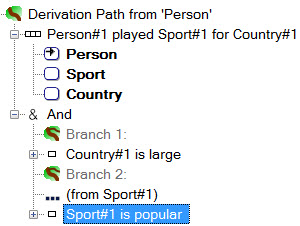 Derivation Path from 'Person'
Person#1 played Sport#1 for Country#1
Person
Sport
Country
& And
Branch 1:
Country#1 is large
Branch 2:
(from Sport#1)
Sport#1 is popular